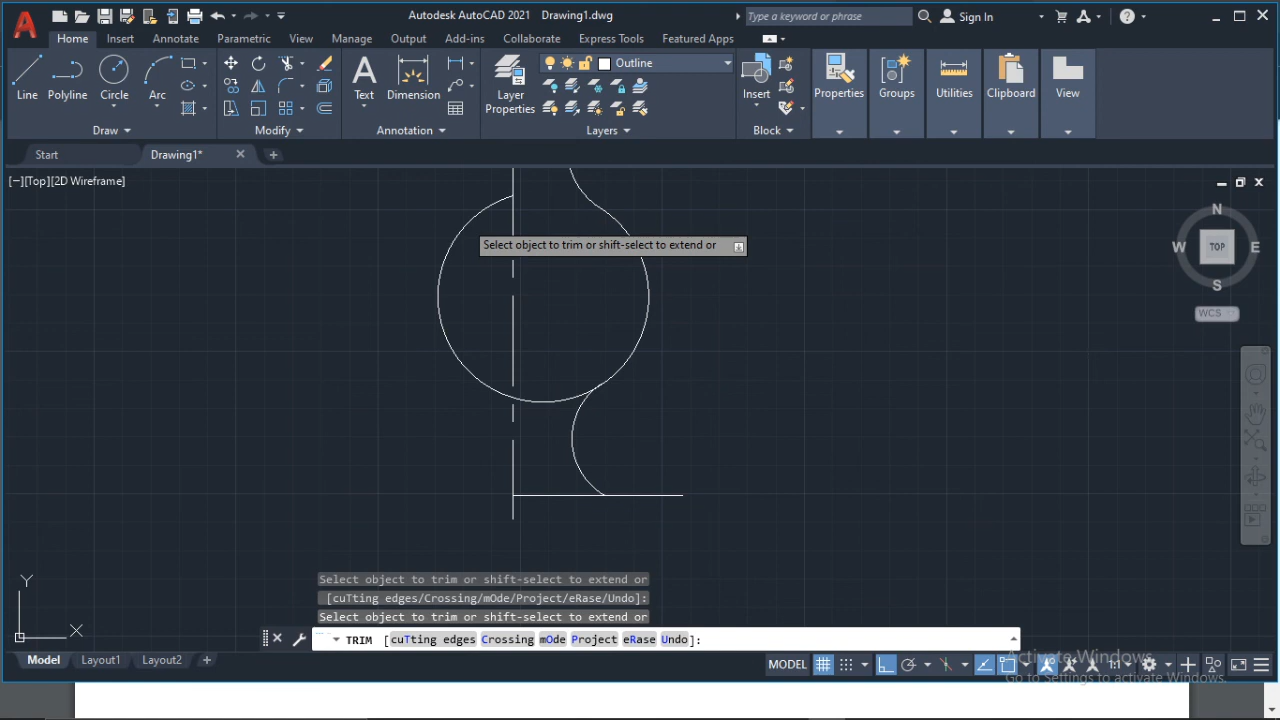 Autodesk AutoCAD 2021 Drawing1.dwg
Type a keyword or phrase
Sign In
Home Insert Annotate Parametric View Manage Output Add-ins Collaborate Express Tools Featured Apps
Outline
Line Polyline Circle Arc Text Dimension Layer Properties Insert Properties Groups Utilities Clipboard View
Draw Modify Annotation Layers Block
Start Drawing1*
[−][Top][2D Wireframe]
N
W TOP E
S
WCS
Select object to trim or shift-select to extend or
Y
X
Select object to trim or shift-select to extend or
[cuTting edges/Crossing/mOde/Project/eRase/Undo]:
Select object to trim or shift-select to extend or
TRIM [cuTting edges Crossing mOde Project eRase Undo]:
Model Layout1 Layout2 +
MODEL 1:1
Activate Windows
Go to Settings to activate Windows.